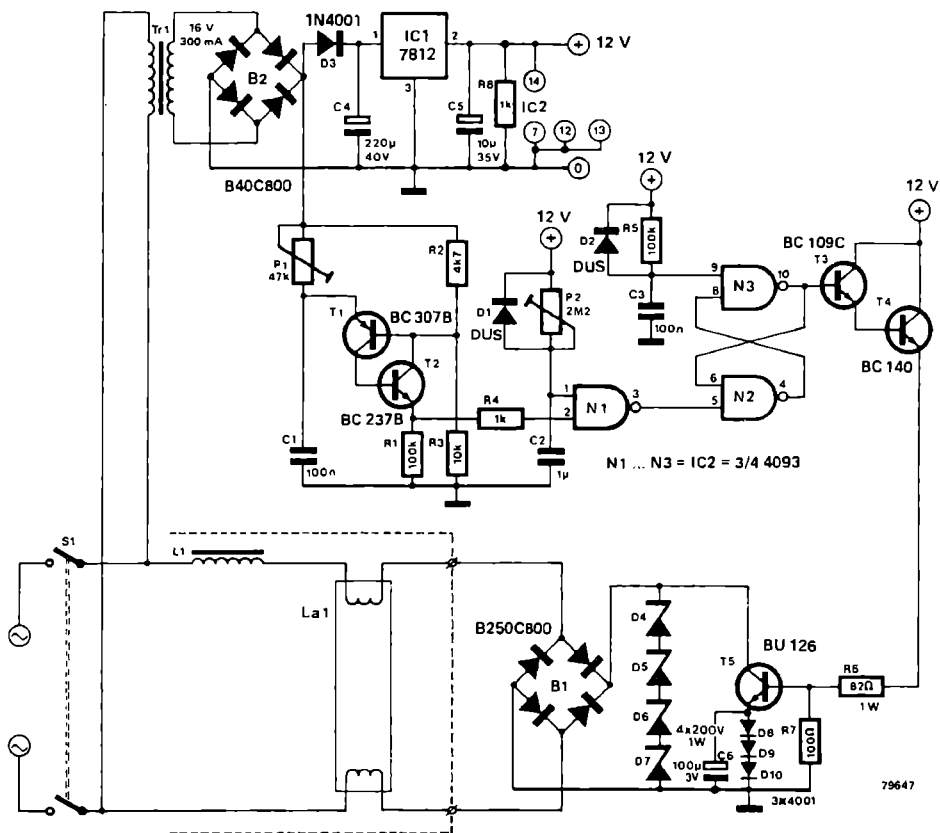 Tr1
16 V
300 mA
B2
B40C800
1N4001
D3
1
IC1
7812
2
3
C4
220µ
40V
C5
10µ
35V
R8
1k
IC2
14
7
12
13
+
12 V
0
P1
47k
R2
4k7
T1
BC 307B
T2
BC 237B
C1
100n
R1
100k
R3
10k
R4
1k
12 V
+
D1
DUS
P2
2M2
C2
1µ
1
2
N1
3
12 V
+
D2
DUS
R5
100k
C3
100n
9
8
N3
10
6
5
N2
4
N1 ... N3 = IC2 = 3/4 4093
BC 109C
T3
12 V
+
T4
BC 140
S1
L1
La1
B250C800
B1
D4
D5
D6
D7
4x200V
1W
BU 126
T5
C6
100µ
3V
D8
D9
D10
3x4001
R7
100Ω
R6
82Ω
1W
79647